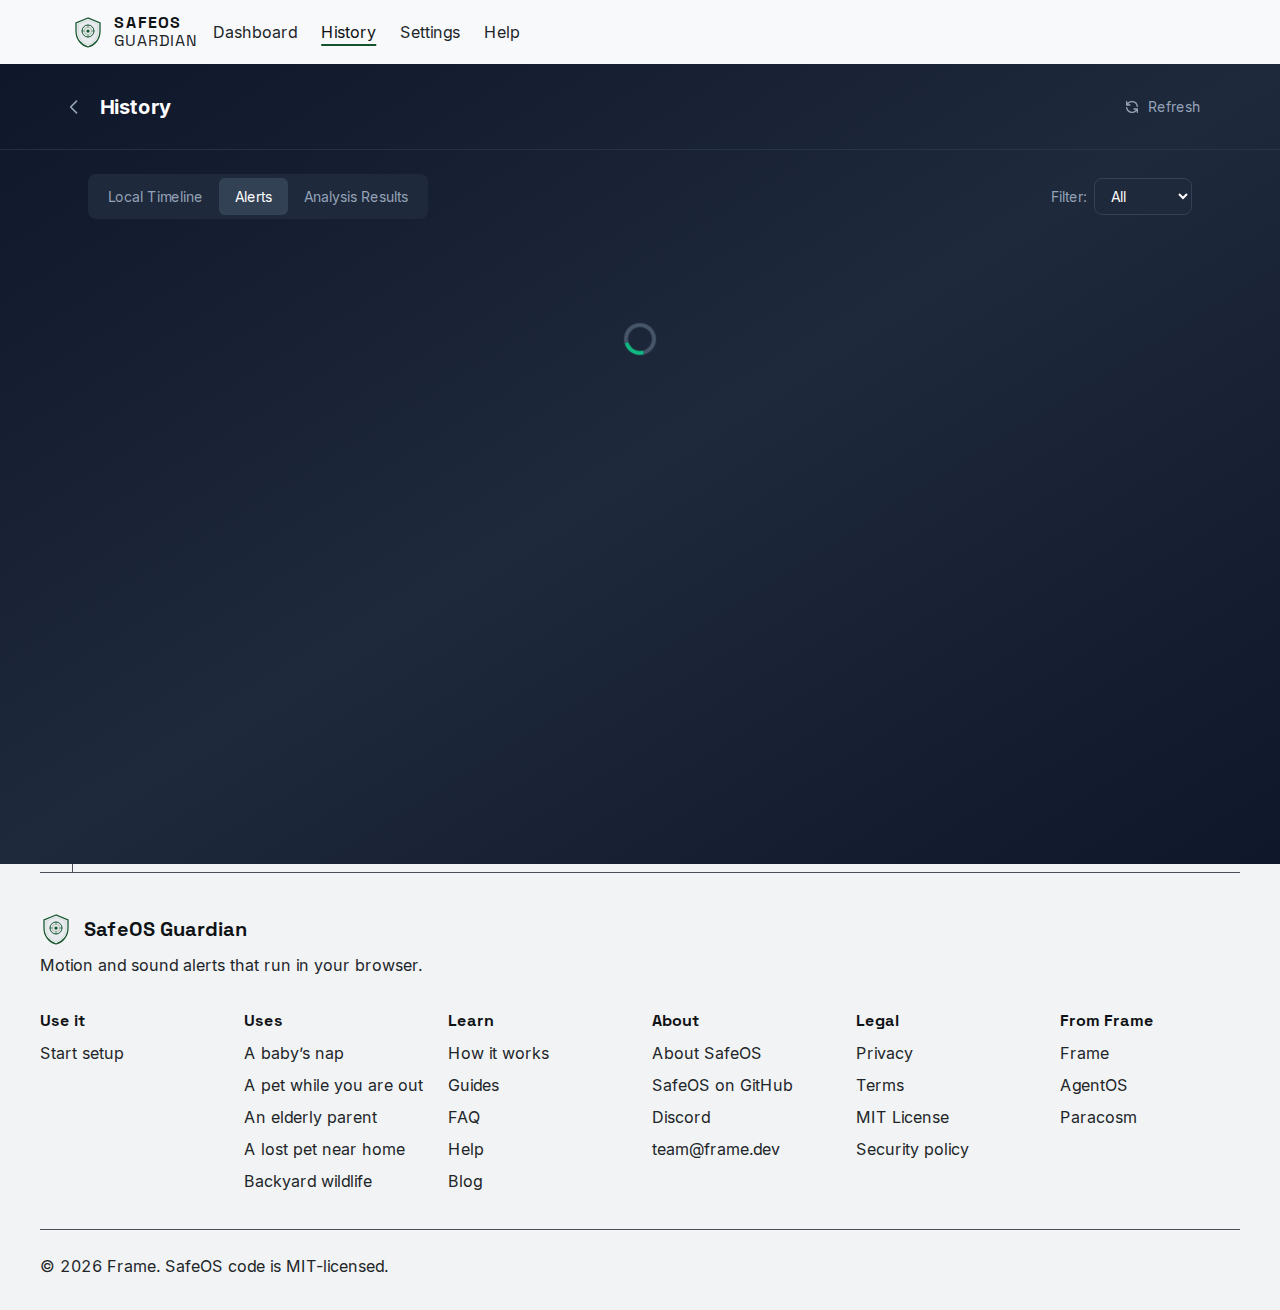 SAFEOS
GUARDIAN
Dashboard
History
Settings
Help
History
Refresh
Local Timeline
Alerts
Analysis Results
Filter:
All
SafeOS Guardian
Motion and sound alerts that run in your browser.
Use it
Start setup
Uses
A baby’s nap
A pet while you are out
An elderly parent
A lost pet near home
Backyard wildlife
Learn
How it works
Guides
FAQ
Help
Blog
About
About SafeOS
SafeOS on GitHub
Discord
team@frame.dev
Legal
Privacy
Terms
MIT License
Security policy
From Frame
Frame
AgentOS
Paracosm
© 2026 Frame. SafeOS code is MIT-licensed.